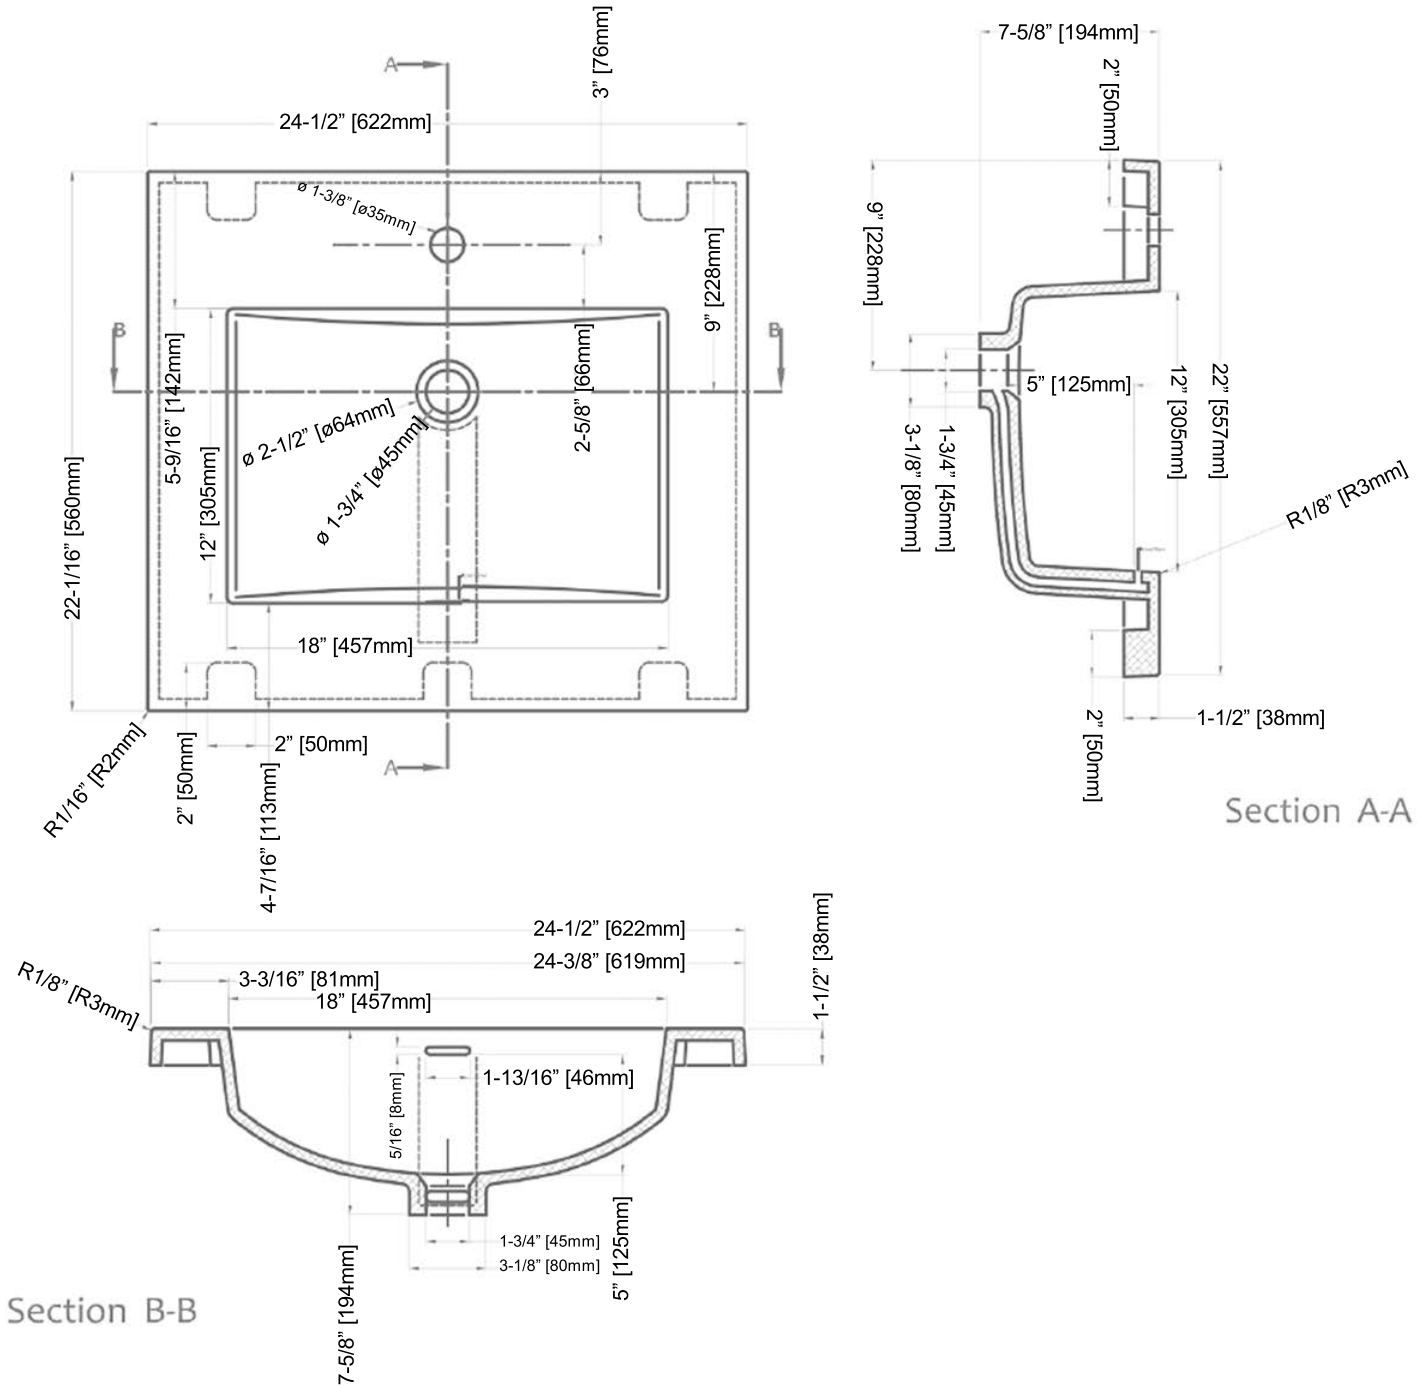 A
3” [76mm]
24-1/2” [622mm]
ø 1-3/8” [ø35mm]
9” [228mm]
B
B
5-9/16” [142mm]
2-5/8” [66mm]
ø 2-1/2” [ø64mm]
ø 1-3/4” [ø45mm]
12” [305mm]
22-1/16” [560mm]
18” [457mm]
R1/16” [R2mm]
2” [50mm]
2” [50mm]
4-7/16” [113mm]
A
7-5/8” [194mm]
2” [50mm]
9” [228mm]
5” [125mm]
12” [305mm]
22” [557mm]
3-1/8” [80mm]
1-3/4” [45mm]
R1/8” [R3mm]
2” [50mm]
1-1/2” [38mm]
Section A-A
24-1/2” [622mm]
24-3/8” [619mm]
1-1/2” [38mm]
R1/8” [R3mm]
3-3/16” [81mm]
18” [457mm]
1-13/16” [46mm]
5/16” [8mm]
1-3/4” [45mm]
3-1/8” [80mm]
5” [125mm]
7-5/8” [194mm]
Section B-B